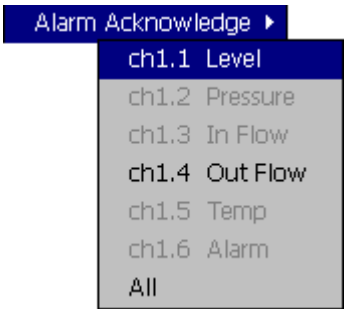 Alarm Acknowledge
ch1.1 Level
ch1.2 Pressure
ch1.3 In Flow
ch1.4 Out Flow
ch1.5 Temp
ch1.6 Alarm
All